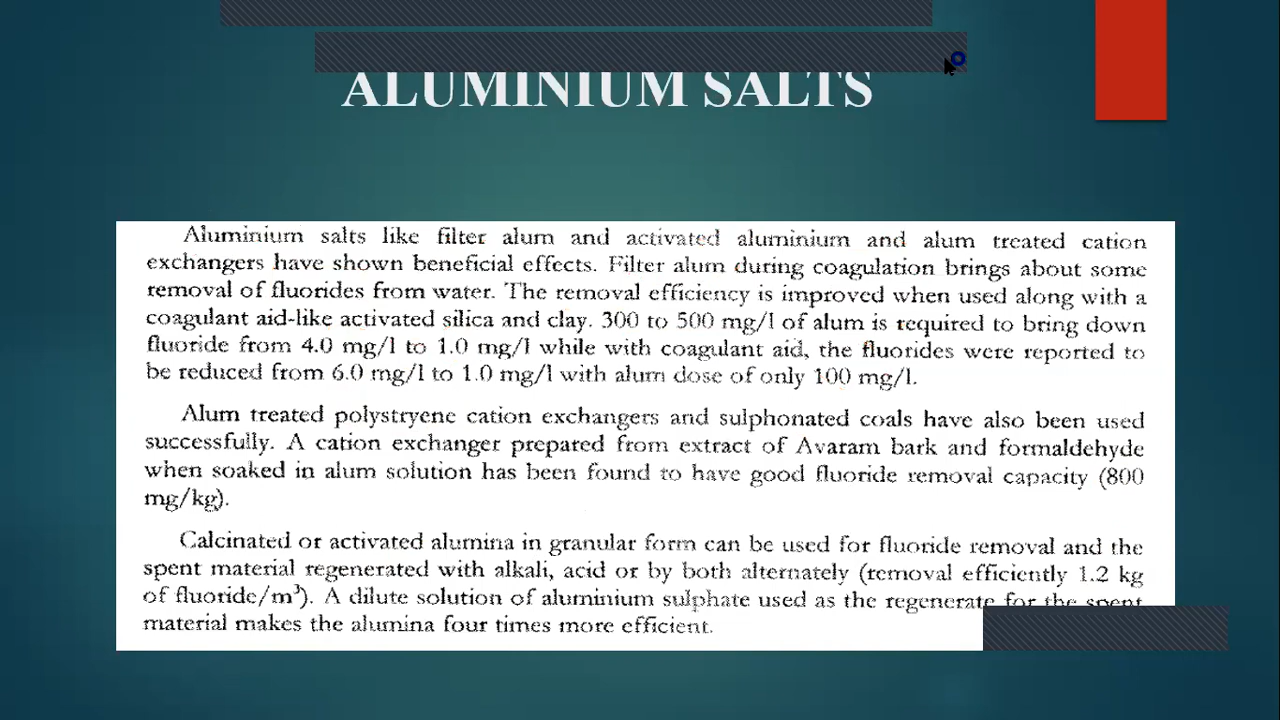 ALUMINIUM SALTS
Aluminium salts like filter alum and activated aluminium and alum treated cation
exchangers have shown beneficial effects. Filter alum during coagulation brings about some
removal of fluorides from water. The removal efficiency is improved when used along with a
coagulant aid-like activated silica and clay. 300 to 500 mg/l of alum is required to bring down
fluoride from 4.0 mg/l to 1.0 mg/l while with coagulant aid, the fluorides were reported to
be reduced from 6.0 mg/l to 1.0 mg/l with alum dose of only 100 mg/l.
Alum treated polystryene cation exchangers and sulphonated coals have also been used
successfully. A cation exchanger prepared from extract of Avaram bark and formaldehyde
when soaked in alum solution has been found to have good fluoride removal capacity (800
mg/kg).
Calcinated or activated alumina in granular form can be used for fluoride removal and the
spent material regenerated with alkali, acid or by both alternately (removal efficiently 1.2 kg
of fluoride/m³). A dilute solution of aluminium sulphate used as the regenerate for the spent
material makes the alumina four times more efficient.